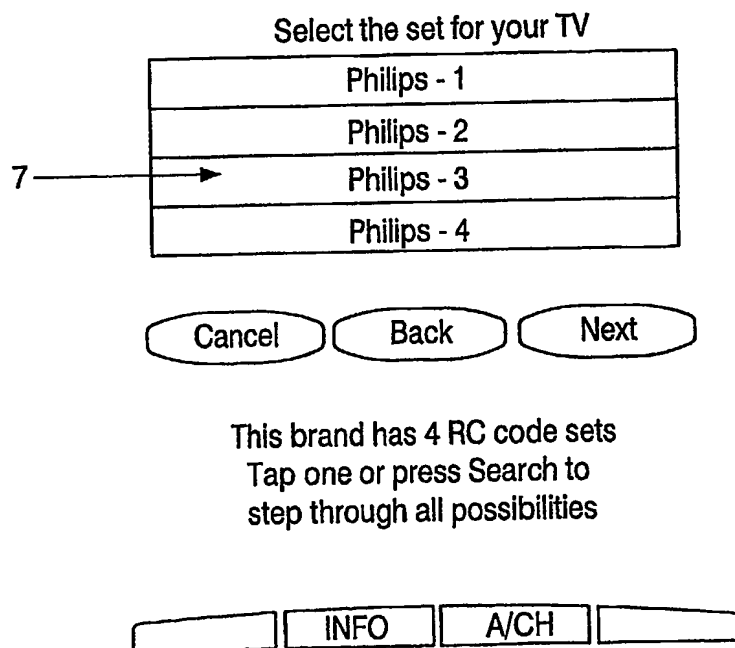 Select the set for your TV
Philips - 1
Philips - 2
7
Philips - 3
Philips - 4
Cancel Back Next
This brand has 4 RC code sets
Tap one or press Search to
step through all possibilities
INFO A/CH